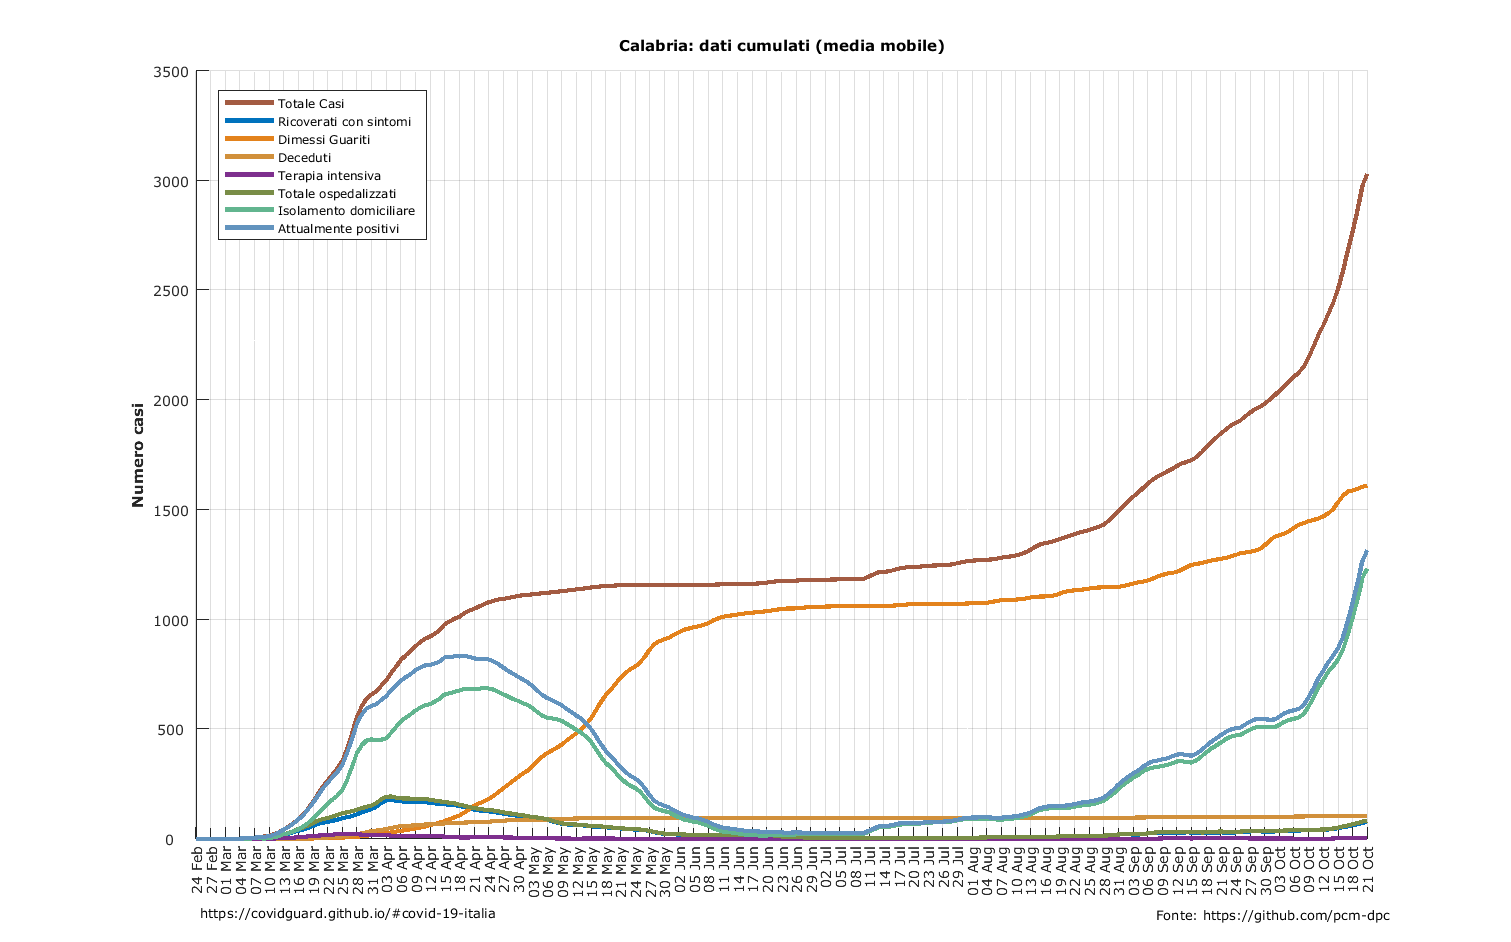 Calabria: dati cumulati (media mobile)
3500
3000
2500
2000
1500
1000
500
0
Numero casi
Totale Casi
Ricoverati con sintomi
Dimessi Guariti
Deceduti
Terapia intensiva
Totale ospedalizzati
Isolamento domiciliare
Attualmente positivi
24 Feb
27 Feb
01 Mar
04 Mar
07 Mar
10 Mar
13 Mar
16 Mar
19 Mar
22 Mar
25 Mar
28 Mar
31 Mar
03 Apr
06 Apr
09 Apr
12 Apr
15 Apr
18 Apr
21 Apr
24 Apr
27 Apr
30 Apr
03 May
06 May
09 May
12 May
15 May
18 May
21 May
24 May
27 May
30 May
02 Jun
05 Jun
08 Jun
11 Jun
14 Jun
17 Jun
20 Jun
23 Jun
26 Jun
29 Jun
02 Jul
05 Jul
08 Jul
11 Jul
14 Jul
17 Jul
20 Jul
23 Jul
26 Jul
29 Jul
01 Aug
04 Aug
07 Aug
10 Aug
13 Aug
16 Aug
19 Aug
22 Aug
25 Aug
28 Aug
31 Aug
03 Sep
06 Sep
09 Sep
12 Sep
15 Sep
18 Sep
21 Sep
24 Sep
27 Sep
30 Sep
03 Oct
06 Oct
09 Oct
12 Oct
15 Oct
18 Oct
21 Oct
https://covidguard.github.io/#covid-19-italia
Fonte: https://github.com/pcm-dpc